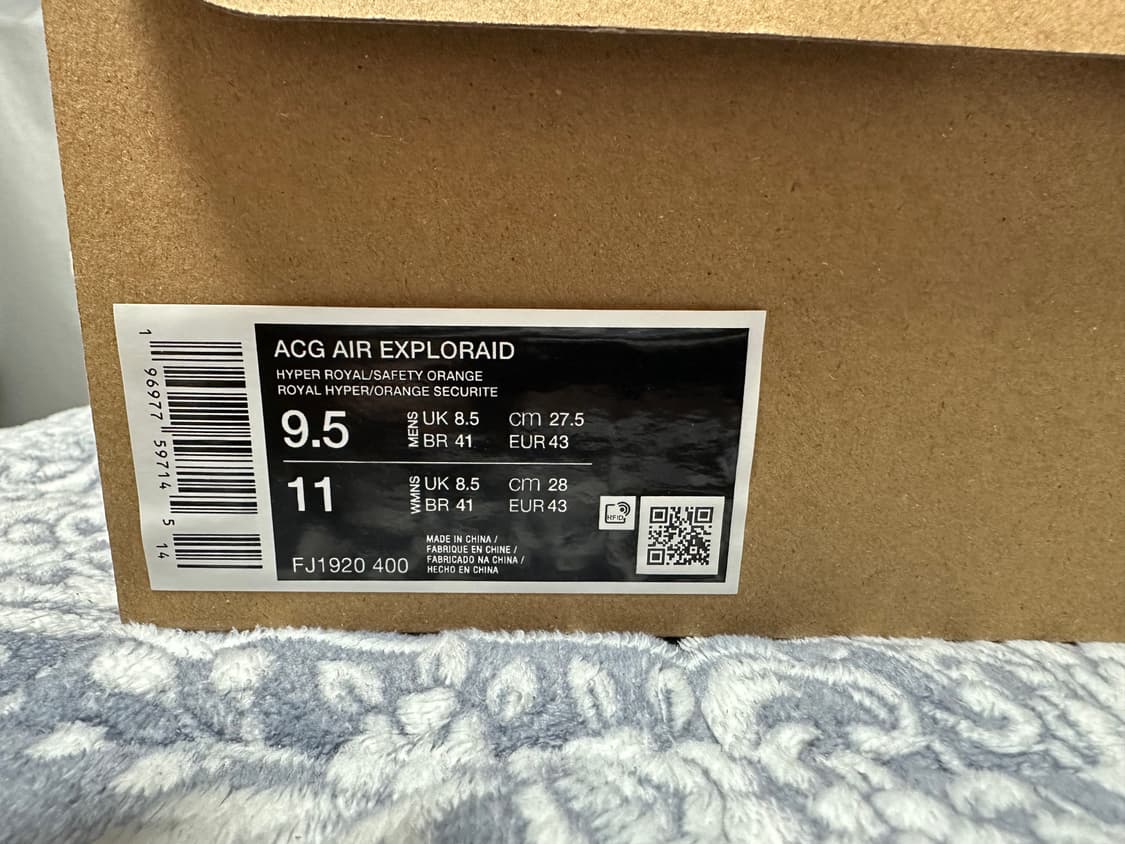 ACG AIR EXPLORAID
HYPER ROYAL/SAFETY ORANGE
ROYAL HYPER/ORANGE SECURITE
9.5
MENS
UK 8.5 cm 27.5
BR 41 EUR 43
11
WMNS
UK 8.5 cm 28
BR 41 EUR 43
RFID
FJ1920 400
MADE IN CHINA /
FABRIQUE EN CHINE /
FABRICADO NA CHINA /
HECHO EN CHINA
1 96977 59714 5 14